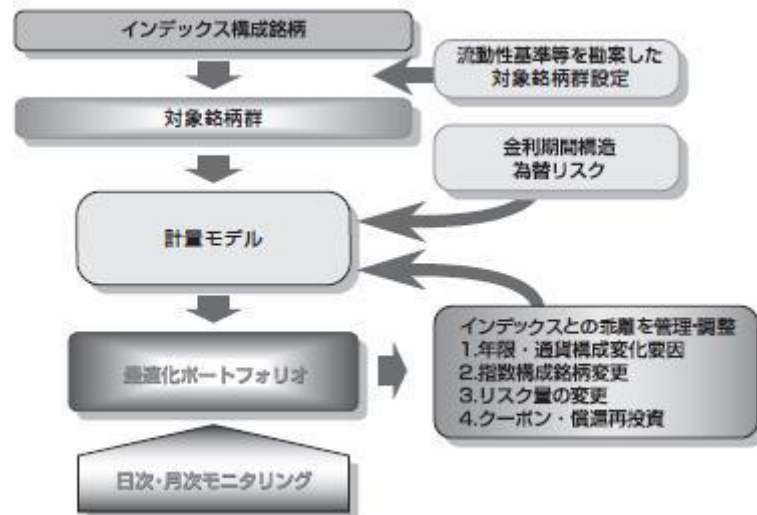 インデックス構成銘柄
流動性基準等を勘案した
対象銘柄群設定
対象銘柄群
金利期間構造
為替リスク
計量モデル
インデックスとの乖離を管理・調整
1.年限・通貨構成変化要因
2.指数構成銘柄変更
3.リスク量の変更
4.クーポン・償還再投資
最適化ポートフォリオ
日次・月次モニタリング